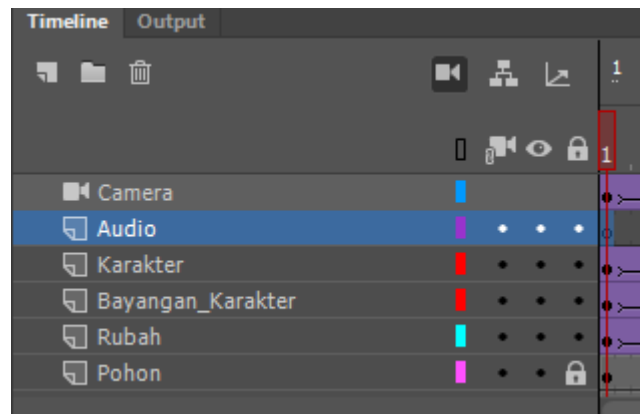 Timeline Output
1
1
Camera
Audio
Karakter
Bayangan_Karakter
Rubah
Pohon